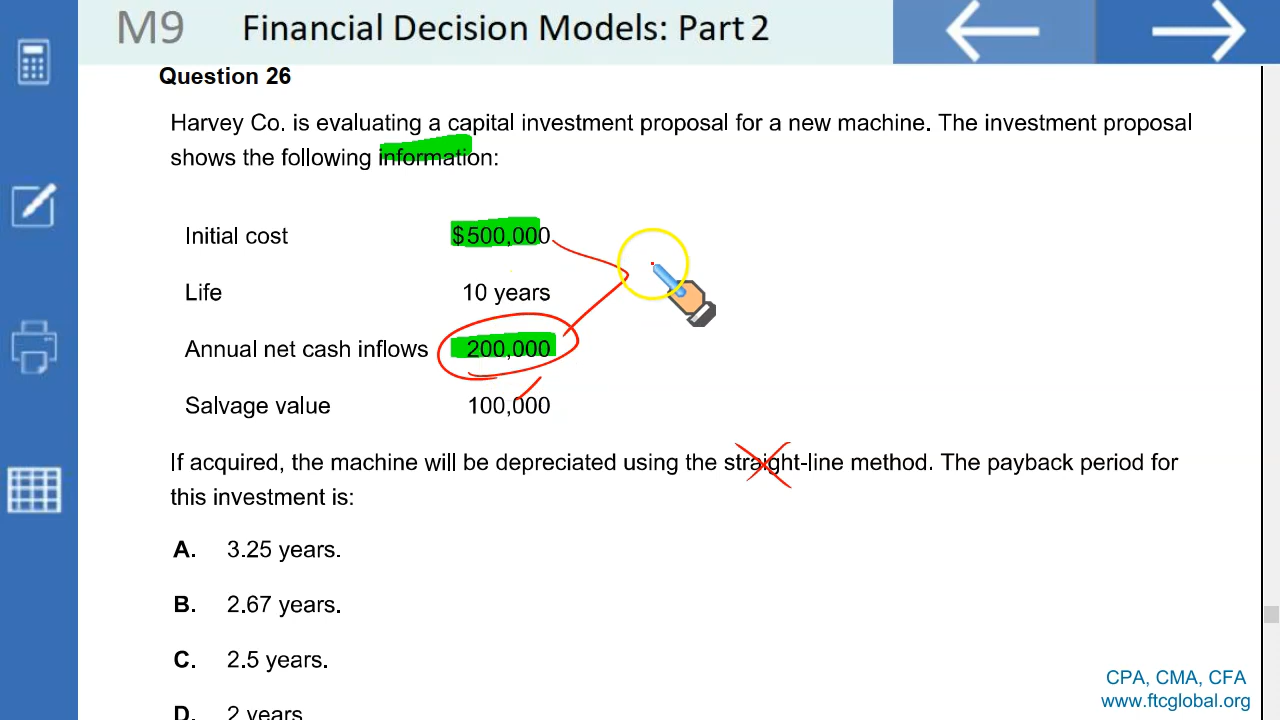 M9 Financial Decision Models: Part 2
Question 26
Harvey Co. is evaluating a capital investment proposal for a new machine. The investment proposal
shows the following information:
Initial cost $500,000
Life 10 years
Annual net cash inflows 200,000
Salvage value 100,000
If acquired, the machine will be depreciated using the straight-line method. The payback period for
this investment is:
A. 3.25 years.
B. 2.67 years.
C. 2.5 years.
D. 2 years
CPA, CMA, CFA
www.ftcglobal.org